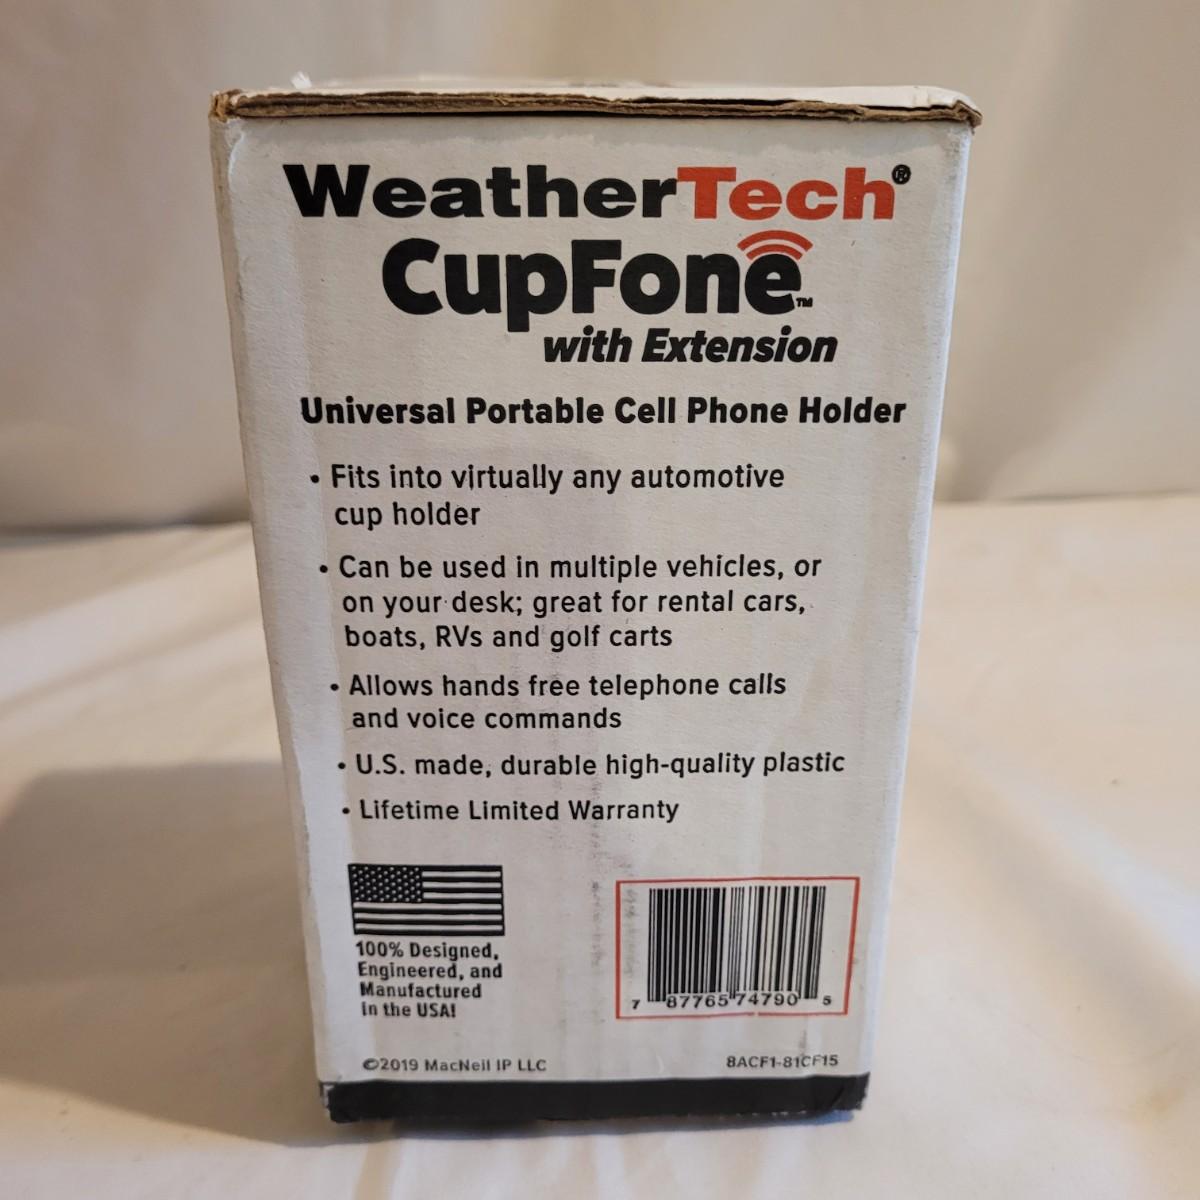 WeatherTech®
CupFone™
with Extension
Universal Portable Cell Phone Holder
• Fits into virtually any automotive
cup holder
• Can be used in multiple vehicles, or
on your desk; great for rental cars,
boats, RVs and golf carts
• Allows hands free telephone calls
and voice commands
• U.S. made, durable high-quality plastic
• Lifetime Limited Warranty
100% Designed,
Engineered, and
Manufactured
in the USA!
7 87765 74790 5
©2019 MacNeil IP LLC
8ACF1-81CF15